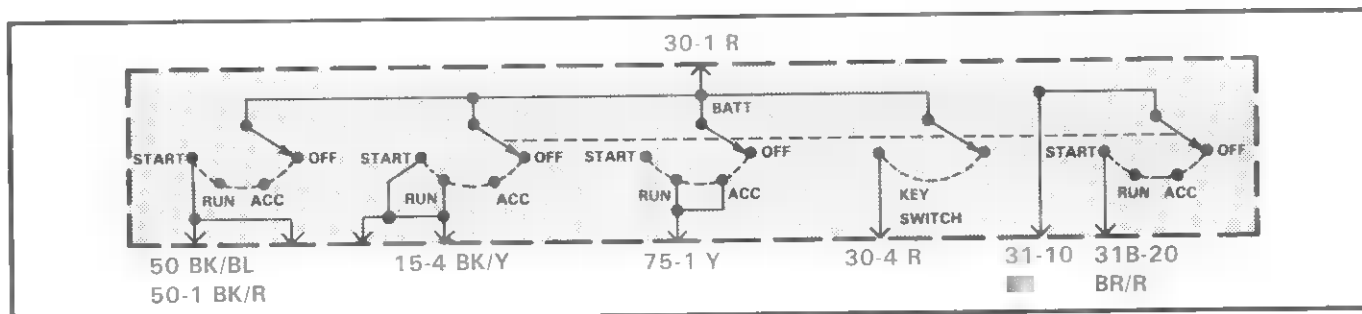 30-1 R
BATT
START OFF START OFF START OFF START OFF
RUN ACC RUN ACC RUN ACC KEY SWITCH RUN ACC
50 BK/BL 15-4 BK/Y 75-1 Y 30-4 R 31-10 31B-20
50-1 BK/R BR/R